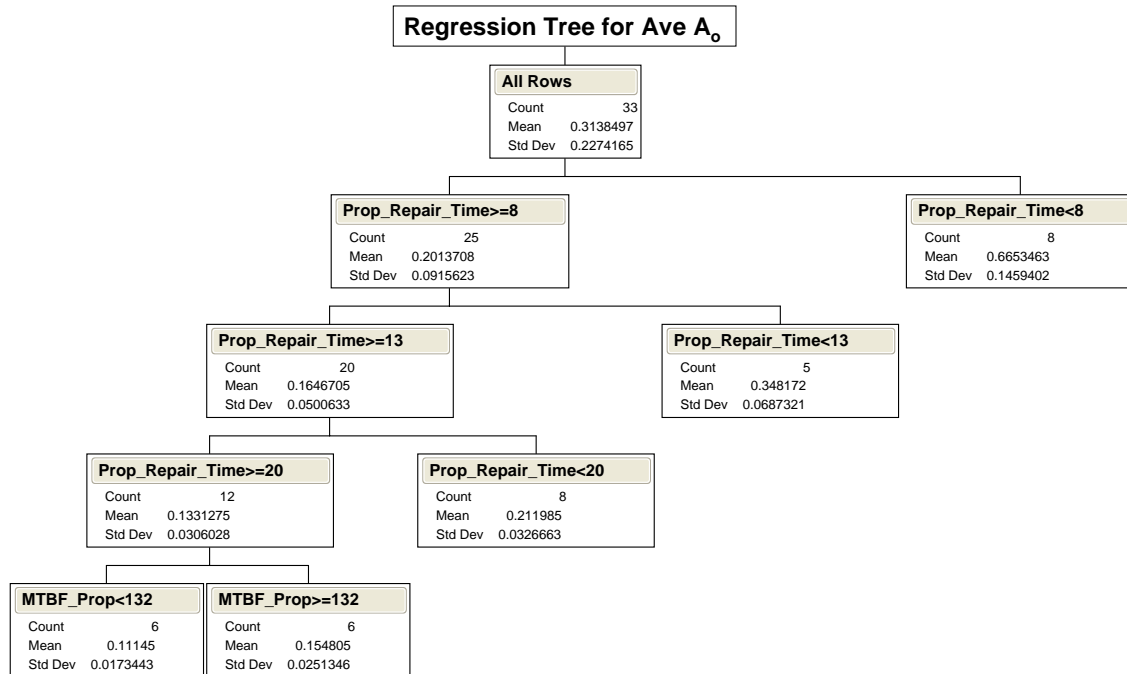 Regression Tree for Ave Aₒ
All Rows
Count 33
Mean 0.3138497
Std Dev 0.2274165
Prop_Repair_Time>=8
Count 25
Mean 0.2013708
Std Dev 0.0915623
Prop_Repair_Time<8
Count 8
Mean 0.6653463
Std Dev 0.1459402
Prop_Repair_Time>=13
Count 20
Mean 0.1646705
Std Dev 0.0500633
Prop_Repair_Time<13
Count 5
Mean 0.348172
Std Dev 0.0687321
Prop_Repair_Time>=20
Count 12
Mean 0.1331275
Std Dev 0.0306028
Prop_Repair_Time<20
Count 8
Mean 0.211985
Std Dev 0.0326663
MTBF_Prop<132
Count 6
Mean 0.11145
Std Dev 0.0173443
MTBF_Prop>=132
Count 6
Mean 0.154805
Std Dev 0.0251346